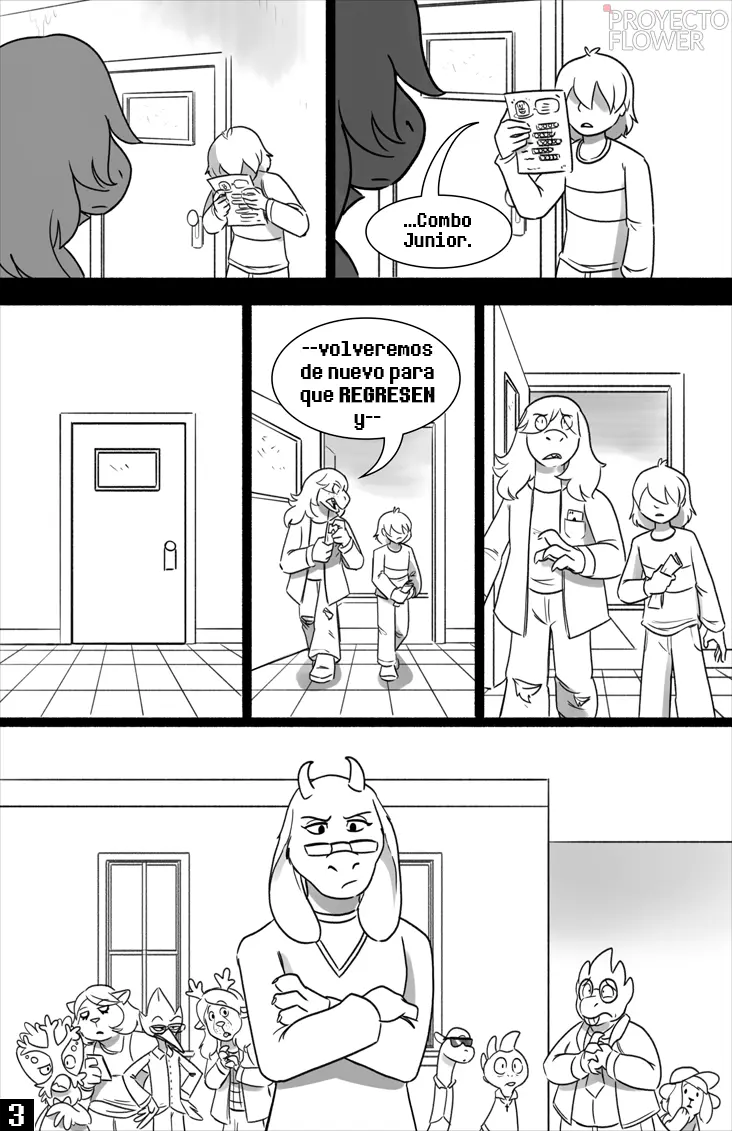 PROYECTO
FLOWER
...Combo
Junior.
--volveremos
de nuevo para
que REGRESEN
y--
3